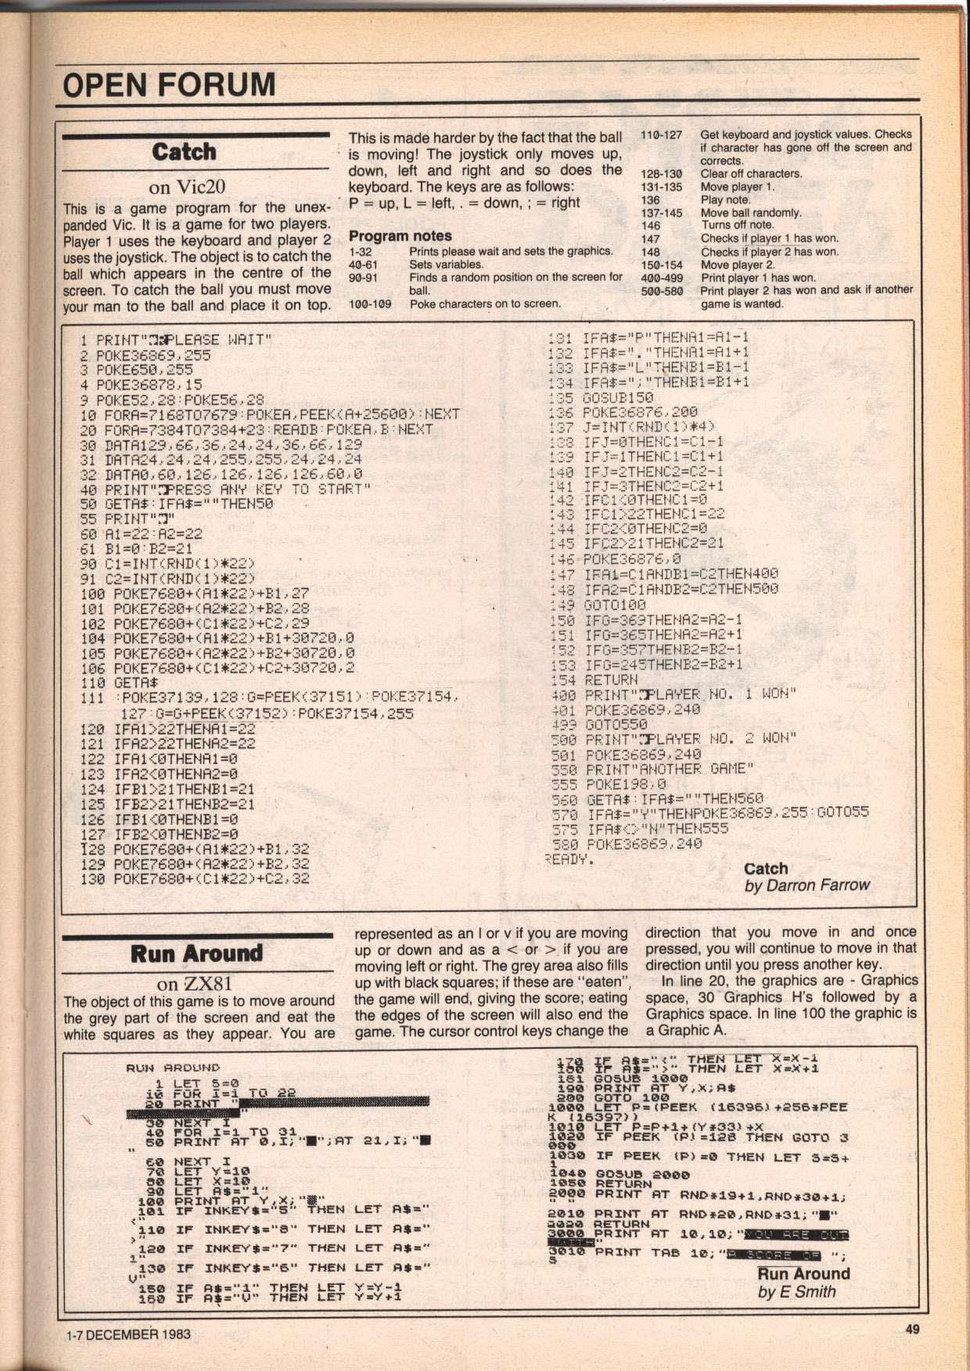 OPEN FORUM
Catch
on Vic20
This is a game program for the unex-
panded Vic. It is a game for two players.
Player 1 uses the keyboard and player 2
uses the joystick. The object is to catch the
ball which appears in the centre of the
screen. To catch the ball you must move
your man to the ball and place it on top.
This is made harder by the fact that the ball
is moving! The joystick only moves up,
down, left and right and so does the
keyboard. The keys are as follows:
P = up, L = left, . = down, ; = right
Program notes
1-32 Prints please wait and sets the graphics.
40-61 Sets variables.
90-91 Finds a random position on the screen for
ball.
100-109 Poke characters on to screen.
110-127 Get keyboard and joystick values. Checks
if character has gone off the screen and
corrects.
128-130 Clear off characters.
131-135 Move player 1.
136 Play note.
137-145 Move ball randomly.
146 Turns off note.
147 Checks if player 1 has won.
148 Checks if player 2 has won.
150-154 Move player 2.
400-499 Print player 1 has won.
500-580 Print player 2 has won and ask if another
game is wanted.
1 PRINT"PLEASE WAIT"
2 POKE36869,255
3 POKE650,255
4 POKE36878,15
9 POKE52,28:POKE56,28
10 FORA=7168TO7679:POKEA,PEEK(A+25600):NEXT
20 FORA=7384TO7384+23:READB:POKEA,B:NEXT
30 DATA129,66,36,24,24,36,66,129
31 DATA24,24,24,255,255,24,24,24
32 DATA0,60,126,126,126,126,60,0
40 PRINT"PRESS ANY KEY TO START"
50 GETA$:IFA$=""THEN50
55 PRINT""
60 A1=22:A2=22
61 B1=0:B2=21
90 C1=INT(RND(1)*22)
91 C2=INT(RND(1)*22)
100 POKE7680+(A1*22)+B1,27
101 POKE7680+(A2*22)+B2,28
102 POKE7680+(C1*22)+C2,29
104 POKE7680+(A1*22)+B1+30720,0
105 POKE7680+(A2*22)+B2+30720,0
106 POKE7680+(C1*22)+C2+30720,2
110 GETA$
111 :POKE37139,128:G=PEEK(37151):POKE37154,
127:G=G+PEEK(37152):POKE37154,255
120 IFA1>22THENA1=22
121 IFA2>22THENA2=22
122 IFA1<0THENA1=0
123 IFA2<0THENA2=0
124 IFB1>21THENB1=21
125 IFB2>21THENB2=21
126 IFB1<0THENB1=0
127 IFB2<0THENB2=0
128 POKE7680+(A1*22)+B1,32
129 POKE7680+(A2*22)+B2,32
130 POKE7680+(C1*22)+C2,32
131 IFA$="P"THENA1=A1-1
132 IFA$="."THENA1=A1+1
133 IFA$="L"THENB1=B1-1
134 IFA$=";"THENB1=B1+1
135 GOSUB150
136 POKE36876,200
137 J=INT(RND(1)*4)
138 IFJ=0THENC1=C1-1
139 IFJ=1THENC1=C1+1
140 IFJ=2THENC2=C2-1
141 IFJ=3THENC2=C2+1
142 IFC1<0THENC1=0
143 IFC1>22THENC1=22
144 IFC2<0THENC2=0
145 IFC2>21THENC2=21
146 POKE36876,0
147 IFA1=C1ANDB1=C2THEN400
148 IFA2=C1ANDB2=C2THEN500
149 GOTO100
150 IFG=369THENA2=A2-1
151 IFG=365THENA2=A2+1
152 IFG=357THENB2=B2-1
153 IFG=245THENB2=B2+1
154 RETURN
400 PRINT"PLAYER NO. 1 WON"
401 POKE36869,240
499 GOTO550
500 PRINT"PLAYER NO. 2 WON"
501 POKE36869,240
550 PRINT"ANOTHER GAME"
555 POKE198,0
560 GETA$:IFA$=""THEN560
570 IFA$="Y"THENPOKE36869,255:GOTO55
575 IFA$<>"N"THEN555
580 POKE36869,240
READY.
Catch
by Darron Farrow
Run Around
on ZX81
The object of this game is to move around
the grey part of the screen and eat the
white squares as they appear. You are
represented as an I or v if you are moving
up or down and as a < or > if you are
moving left or right. The grey area also fills
up with black squares; if these are "eaten",
the game will end, giving the score; eating
the edges of the screen will also end the
game. The cursor control keys change the
direction that you move in and once
pressed, you will continue to move in that
direction until you press another key.
In line 20, the graphics are - Graphics
space, 30 Graphics H's followed by a
Graphics space. In line 100 the graphic is
a Graphic A.
RUN AROUND
1 LET S=0
10 FOR I=1 TO 22
20 PRINT "
"
30 NEXT I
40 FOR I=1 TO 31
50 PRINT AT 0,I;"■";AT 21,I;"■
"
60 NEXT I
70 LET Y=10
80 LET X=10
90 LET A$="1"
100 PRINT AT Y,X;"▒"
101 IF INKEY$="5" THEN LET A$="
<"
110 IF INKEY$="8" THEN LET A$="
>"
120 IF INKEY$="7" THEN LET A$="
1"
130 IF INKEY$="6" THEN LET A$="
V"
150 IF A$="1" THEN LET Y=Y-1
160 IF A$="V" THEN LET Y=Y+1
170 IF A$="<" THEN LET X=X-1
180 IF A$=">" THEN LET X=X+1
181 GOSUB 1000
190 PRINT AT Y,X;A$
200 GOTO 100
1000 LET P=(PEEK (16396)+256*PEE
K (16397))
1010 LET P=P+1+(Y*33)+X
1020 IF PEEK (P)=128 THEN GOTO 3
000
1030 IF PEEK (P)=0 THEN LET S=S+
1
1040 GOSUB 2000
1050 RETURN
2000 PRINT AT RND*19+1,RND*30+1;
" "
2010 PRINT AT RND*20,RND*31;"■"
2020 RETURN
3000 PRINT AT 10,10;"YOU ARE OUT
WITH"
3010 PRINT TAB 10;"A SCORE OF ";
S
Run Around
by E Smith
1-7 DECEMBER 1983
49